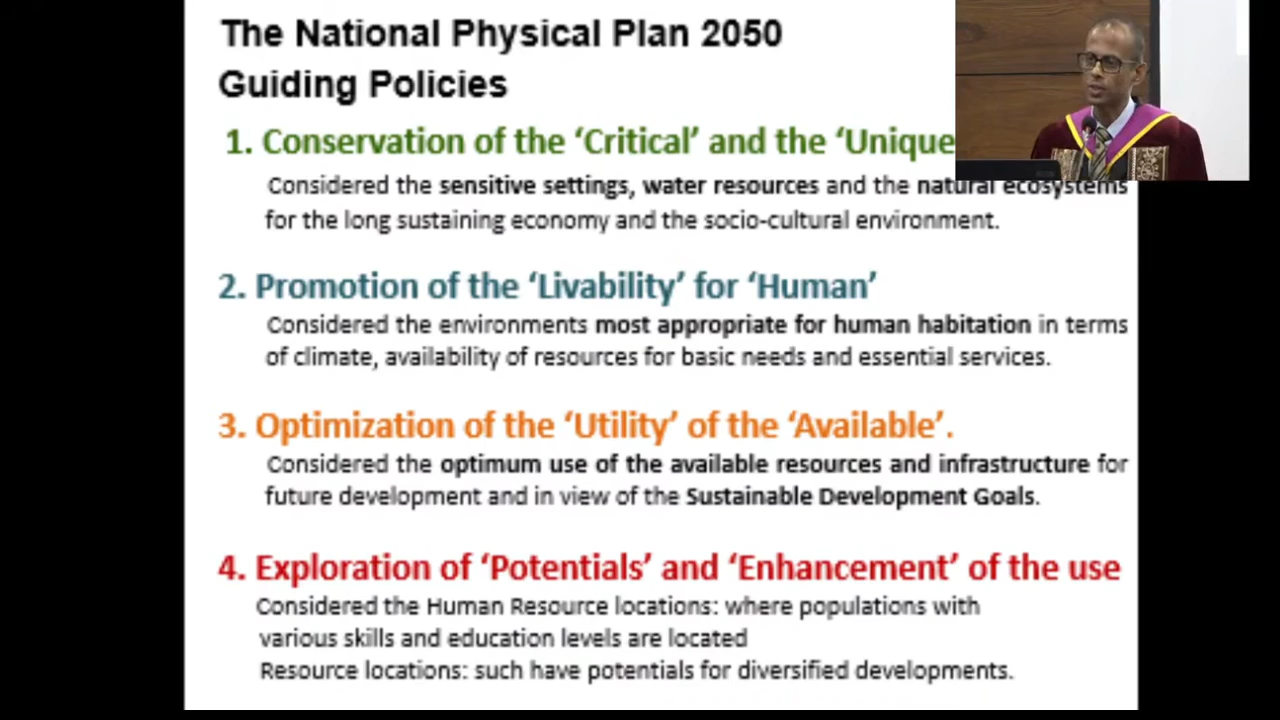 The National Physical Plan 2050
Guiding Policies
1. Conservation of the ‘Critical’ and the ‘Unique
Considered the sensitive settings, water resources and the natural ecosystems
for the long sustaining economy and the socio-cultural environment.
2. Promotion of the ‘Livability’ for ‘Human’
Considered the environments most appropriate for human habitation in terms
of climate, availability of resources for basic needs and essential services.
3. Optimization of the ‘Utility’ of the ‘Available’.
Considered the optimum use of the available resources and infrastructure for
future development and in view of the Sustainable Development Goals.
4. Exploration of ‘Potentials’ and ‘Enhancement’ of the use
Considered the Human Resource locations: where populations with
various skills and education levels are located
Resource locations: such have potentials for diversified developments.